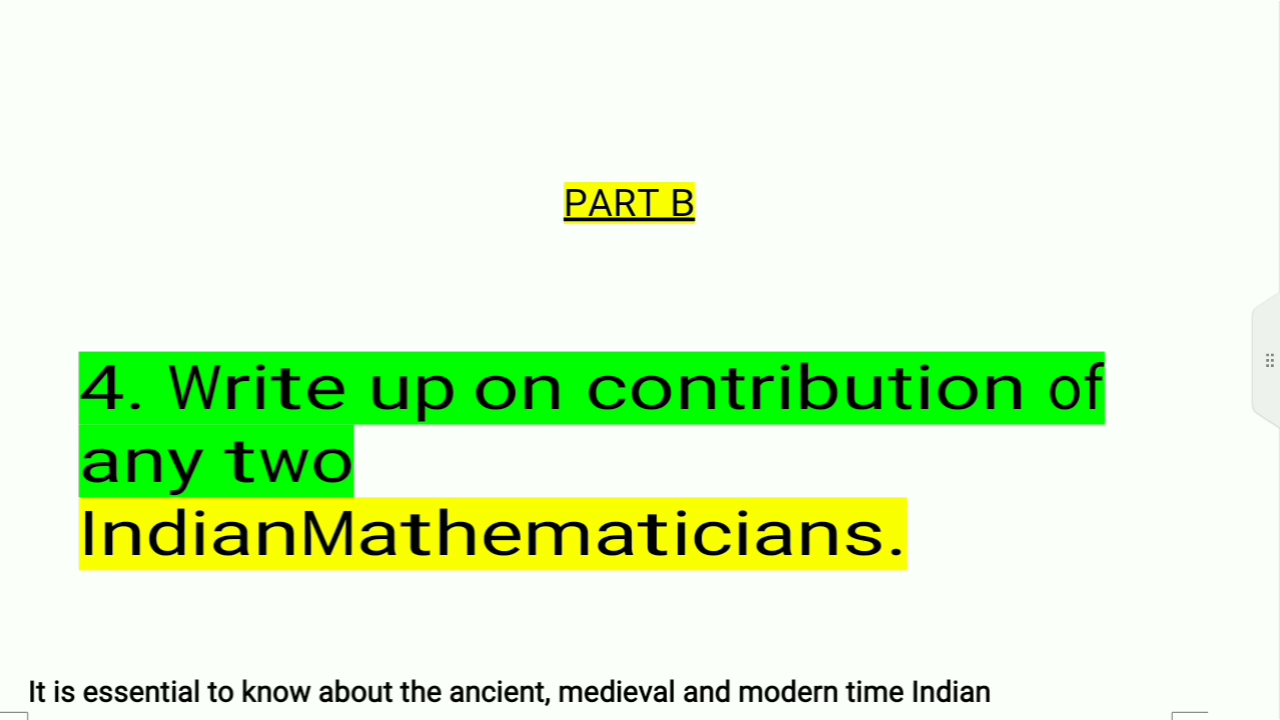 PART B
4. Write up on contribution of
any two
IndianMathematicians.
It is essential to know about the ancient, medieval and modern time Indian